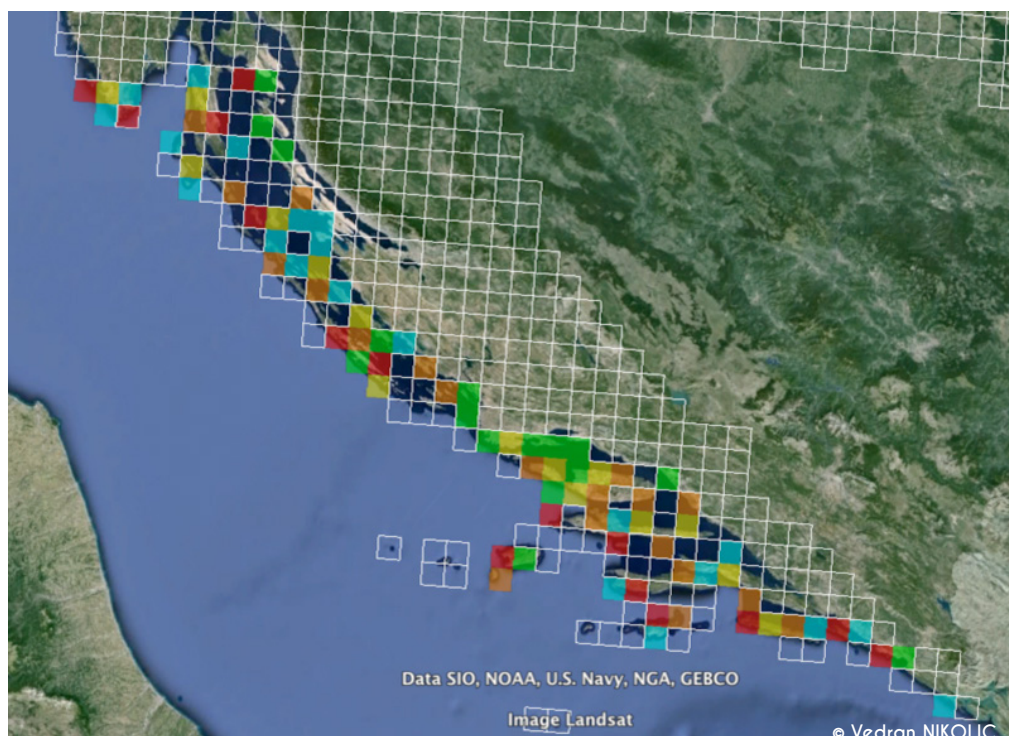 Data SIO, NOAA, U.S. Navy, NGA, GEBCO
Image Landsat
© Vedran NIKOLIC